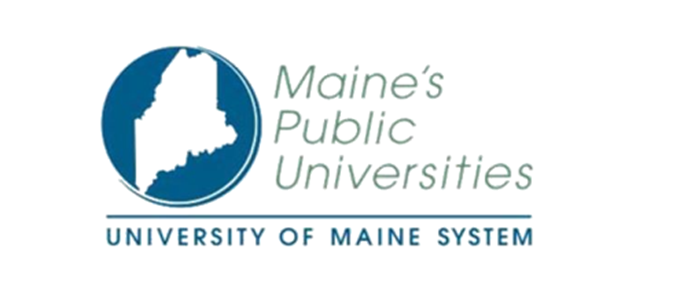 Maine's
Public
Universities
UNIVERSITY OF MAINE SYSTEM